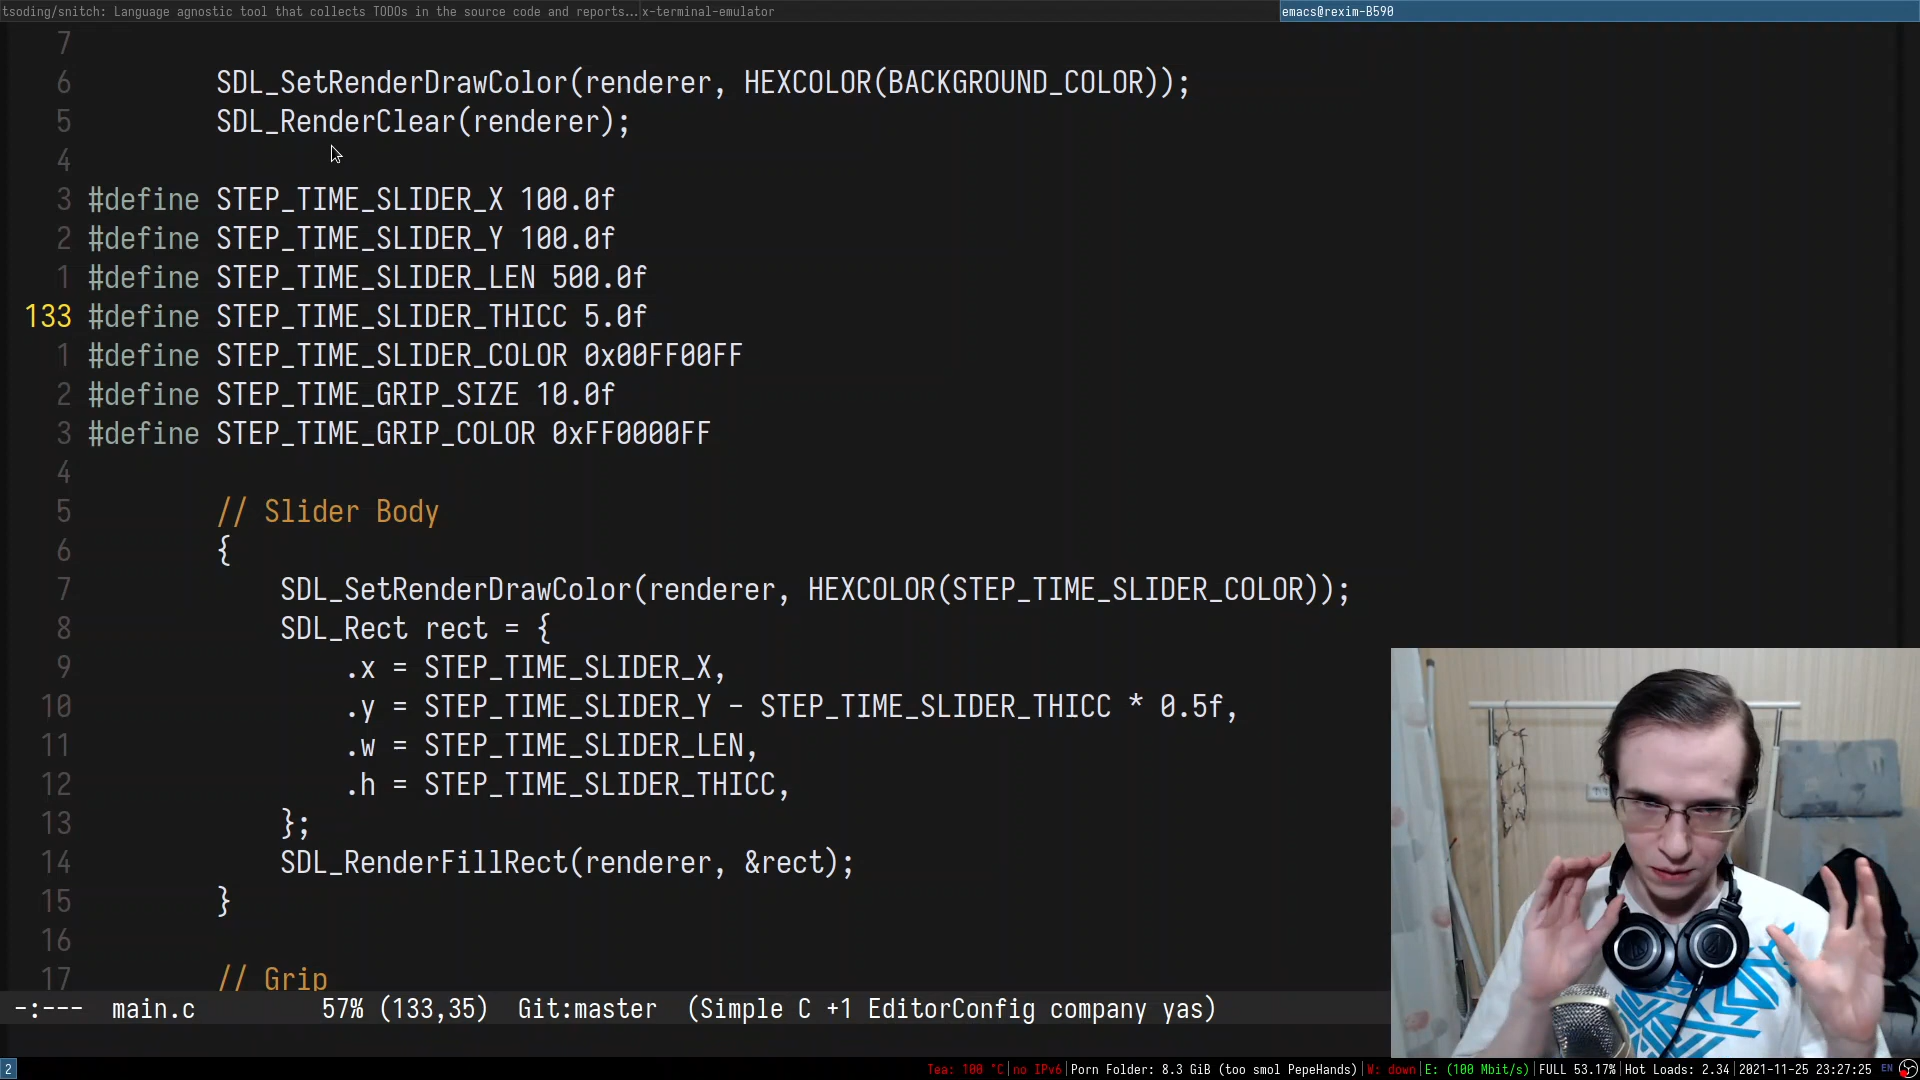 tsoding/snitch: Language agnostic tool that collects TODOs in the source code and reports... x-terminal-emulator emacs@rexim-B590
7
6 SDL_SetRenderDrawColor(renderer, HEXCOLOR(BACKGROUND_COLOR));
5 SDL_RenderClear(renderer);
4
3 #define STEP_TIME_SLIDER_X 100.0f
2 #define STEP_TIME_SLIDER_Y 100.0f
1 #define STEP_TIME_SLIDER_LEN 500.0f
133 #define STEP_TIME_SLIDER_THICC 5.0f
1 #define STEP_TIME_SLIDER_COLOR 0x00FF00FF
2 #define STEP_TIME_GRIP_SIZE 10.0f
3 #define STEP_TIME_GRIP_COLOR 0xFF0000FF
4
5 // Slider Body
6 {
7 SDL_SetRenderDrawColor(renderer, HEXCOLOR(STEP_TIME_SLIDER_COLOR));
8 SDL_Rect rect = {
9 .x = STEP_TIME_SLIDER_X,
10 .y = STEP_TIME_SLIDER_Y - STEP_TIME_SLIDER_THICC * 0.5f,
11 .w = STEP_TIME_SLIDER_LEN,
12 .h = STEP_TIME_SLIDER_THICC,
13 };
14 SDL_RenderFillRect(renderer, &rect);
15 }
16
17 // Grip
-:--- main.c 57% (133,35) Git:master (Simple C +1 EditorConfig company yas)
2 Tea: 100 °C|no IPv6|Porn Folder: 8.3 GiB (too smol PepeHands)|W: down|E: (100 Mbit/s)|FULL 53.17%|Hot Loads: 2.34|2021-11-25 23:27:25 EN